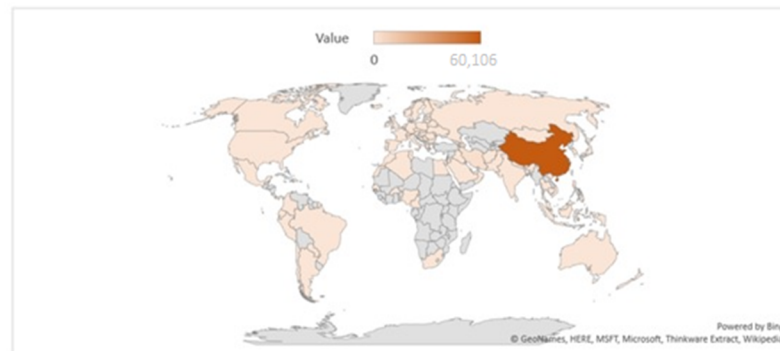 Value
0 60,106
Powered by Bin
© GeoNames, HERE, MSFT, Microsoft, Thinkware Extract, Wikipedi